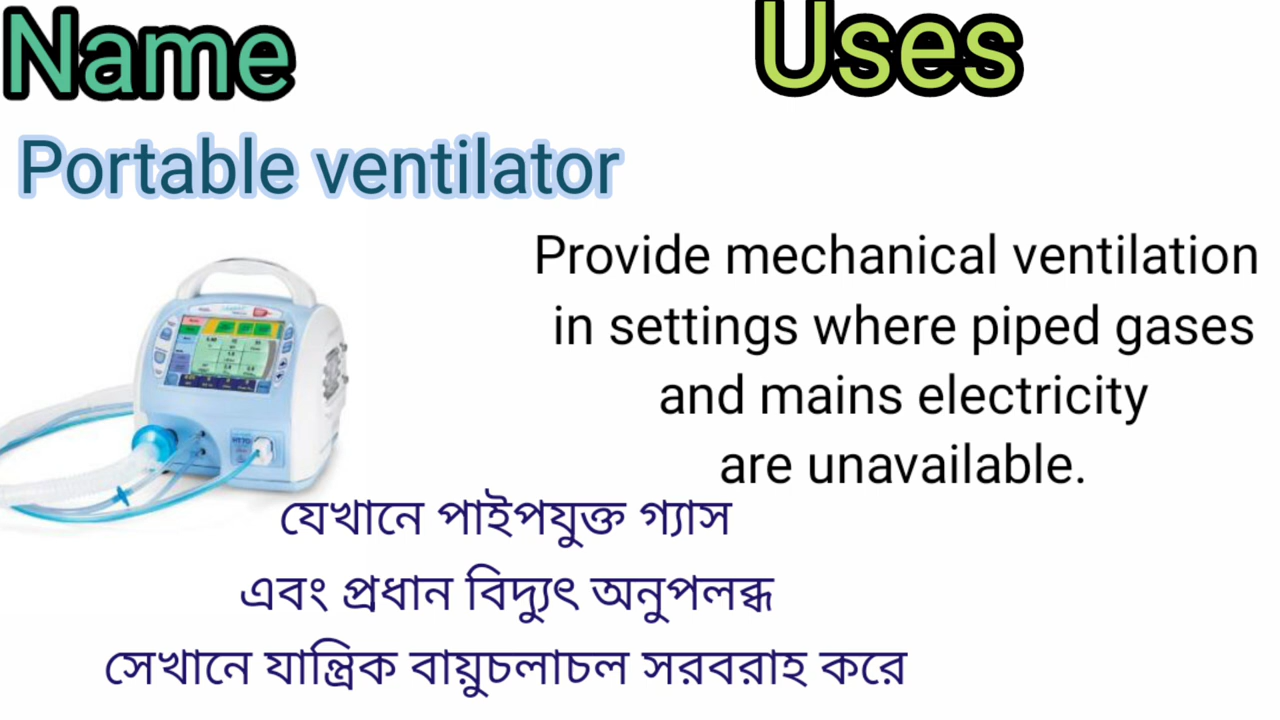 Name
Uses
Portable ventilator
Provide mechanical ventilation
in settings where piped gases
and mains electricity
are unavailable.
যেখানে পাইপযুক্ত গ্যাস
এবং প্রধান বিদ্যুৎ অনুপলব্ধ
সেখানে যান্ত্রিক বায়ুচলাচল সরবরাহ করে